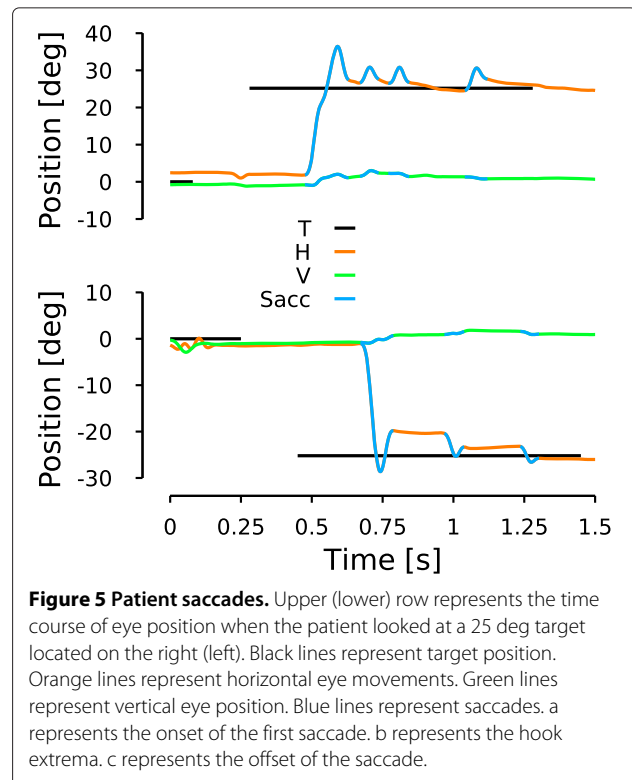 40
30
20
10
0
-10
Position [deg]
T
H
V
Sacc
10
0
-10
-20
-30
Position [deg]
0 0.25 0.5 0.75 1 1.25 1.5
Time [s]
Figure 5 Patient saccades. Upper (lower) row represents the time
course of eye position when the patient looked at a 25 deg target
located on the right (left). Black lines represent target position.
Orange lines represent horizontal eye movements. Green lines
represent vertical eye position. Blue lines represent saccades. a
represents the onset of the first saccade. b represents the hook
extrema. c represents the offset of the saccade.